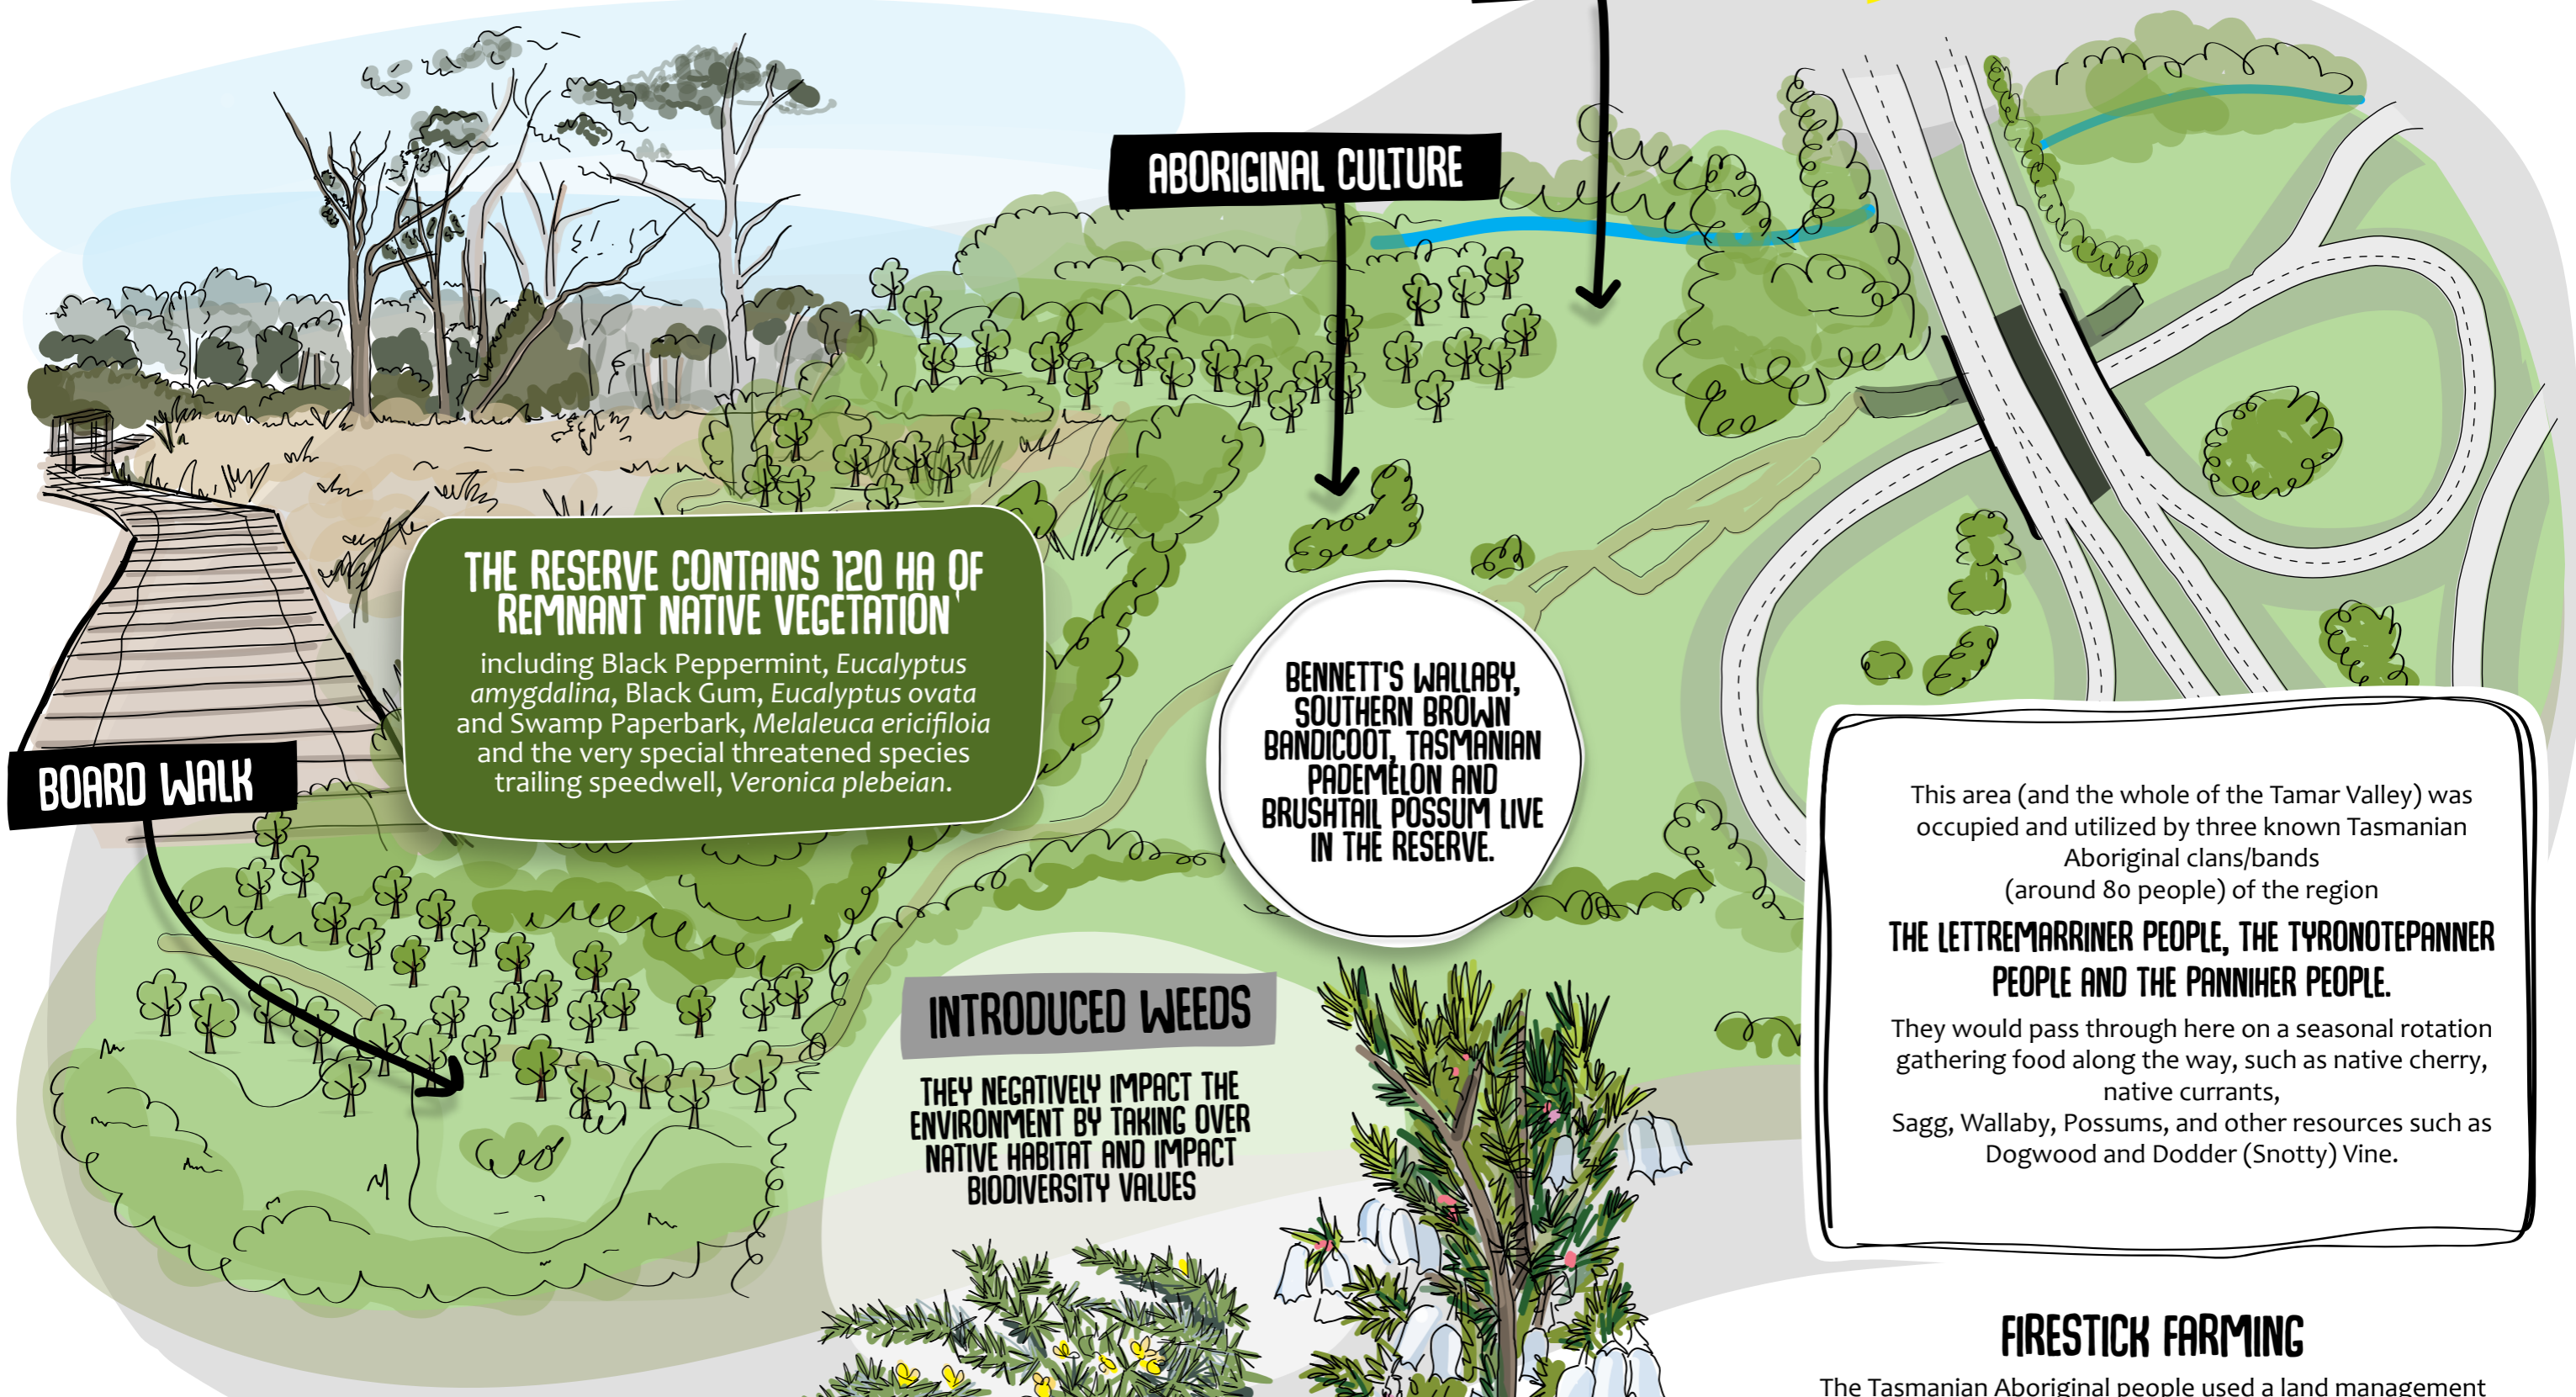 ABORIGINAL CULTURE
THE RESERVE CONTAINS 120 HA OF
REMNANT NATIVE VEGETATION
including Black Peppermint, Eucalyptus
amygdalina, Black Gum, Eucalyptus ovata
and Swamp Paperbark, Melaleuca ericifiloia
and the very special threatened species
trailing speedwell, Veronica plebeian.
BOARD WALK
BENNETT'S WALLABY,
SOUTHERN BROWN
BANDICOOT, TASMANIAN
PADEMELON AND
BRUSHTAIL POSSUM LIVE
IN THE RESERVE.
This area (and the whole of the Tamar Valley) was
occupied and utilized by three known Tasmanian
Aboriginal clans/bands
(around 80 people) of the region
THE LETTREMARRINER PEOPLE, THE TYRONOTEPANNER
PEOPLE AND THE PANNIHER PEOPLE.
They would pass through here on a seasonal rotation
gathering food along the way, such as native cherry,
native currants,
Sagg, Wallaby, Possums, and other resources such as
Dogwood and Dodder (Snotty) Vine.
INTRODUCED WEEDS
THEY NEGATIVELY IMPACT THE
ENVIRONMENT BY TAKING OVER
NATIVE HABITAT AND IMPACT
BIODIVERSITY VALUES
FIRESTICK FARMING
The Tasmanian Aboriginal people used a land management